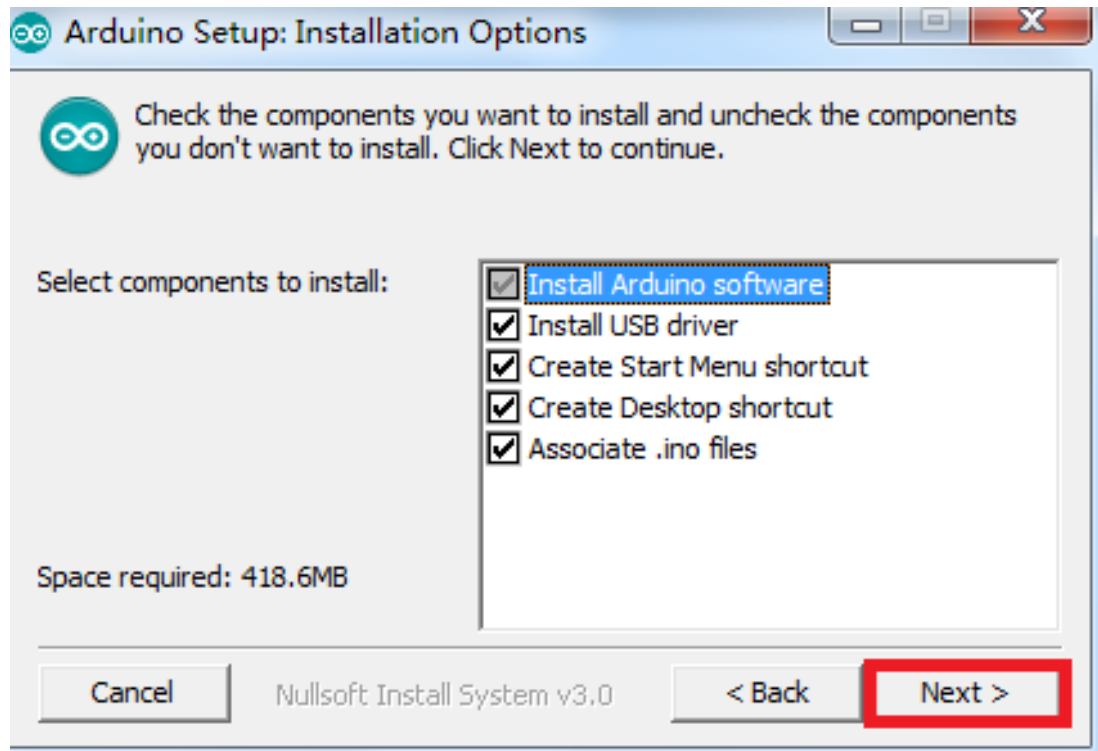 Arduino Setup: Installation Options
Check the components you want to install and uncheck the components
you don't want to install. Click Next to continue.
Select components to install:
Install Arduino software
Install USB driver
Create Start Menu shortcut
Create Desktop shortcut
Associate .ino files
Space required: 418.6MB
Cancel
Nullsoft Install System v3.0
< Back
Next >